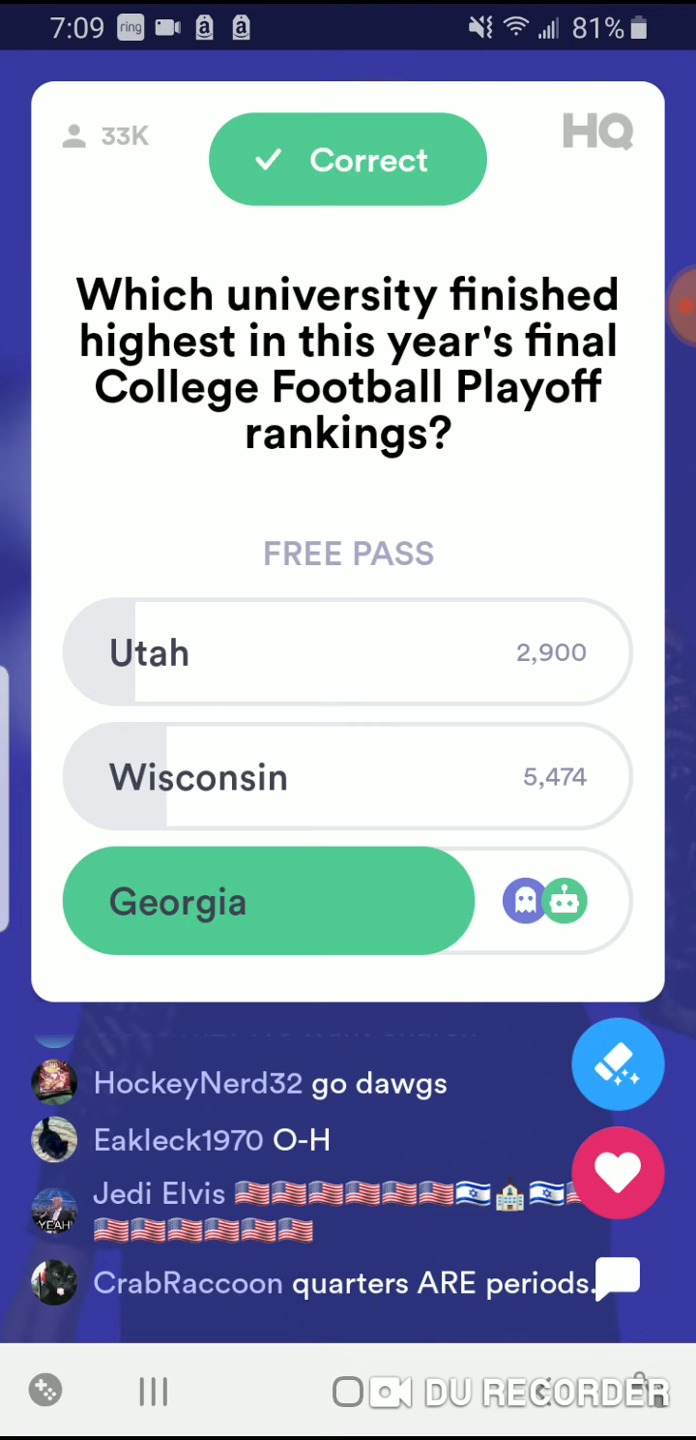 7:09 ring a a 81%
33K Correct HQ
Which university finished
highest in this year's final
College Football Playoff
rankings?
FREE PASS
Utah 2,900
Wisconsin 5,474
Georgia
HockeyNerd32 go dawgs
Eakleck1970 O-H
Jedi Elvis 🇺🇸🇺🇸🇺🇸🇺🇸🇺🇸🇺🇸🇮🇱🏫🇮🇱
YEAH! 🇺🇸🇺🇸🇺🇸🇺🇸🇺🇸🇺🇸
CrabRaccoon quarters ARE periods.
DU RECORDER